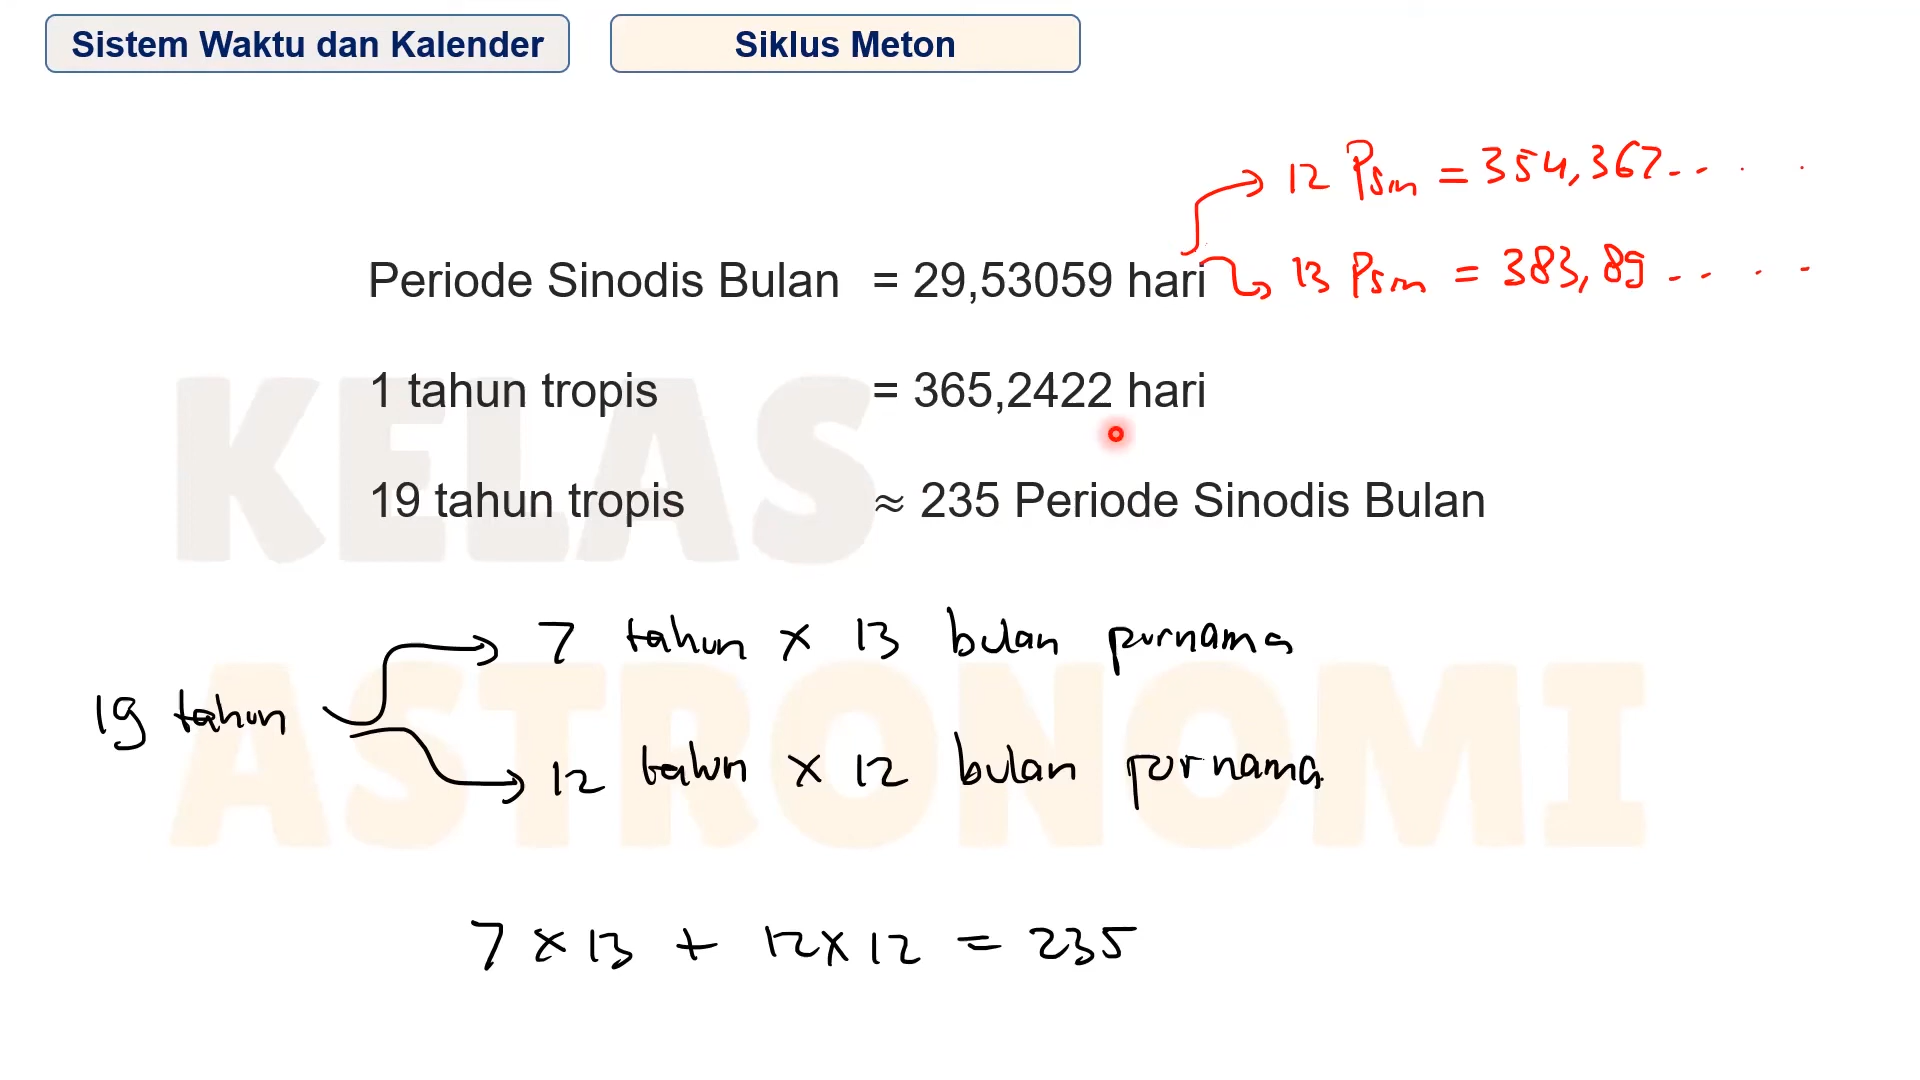 Sistem Waktu dan Kalender
Siklus Meton
12 Psm = 354,367.. . .
Periode Sinodis Bulan = 29,53059 hari
13 Psm = 383,89 .. . ..
1 tahun tropis = 365,2422 hari
19 tahun tropis ≈ 235 Periode Sinodis Bulan
KELAS
7 tahun x 13 bulan purnama
19 tahun
12 tahun x 12 bulan purnama
ASTRONOMI
7 x 13 + 12 x 12 = 235